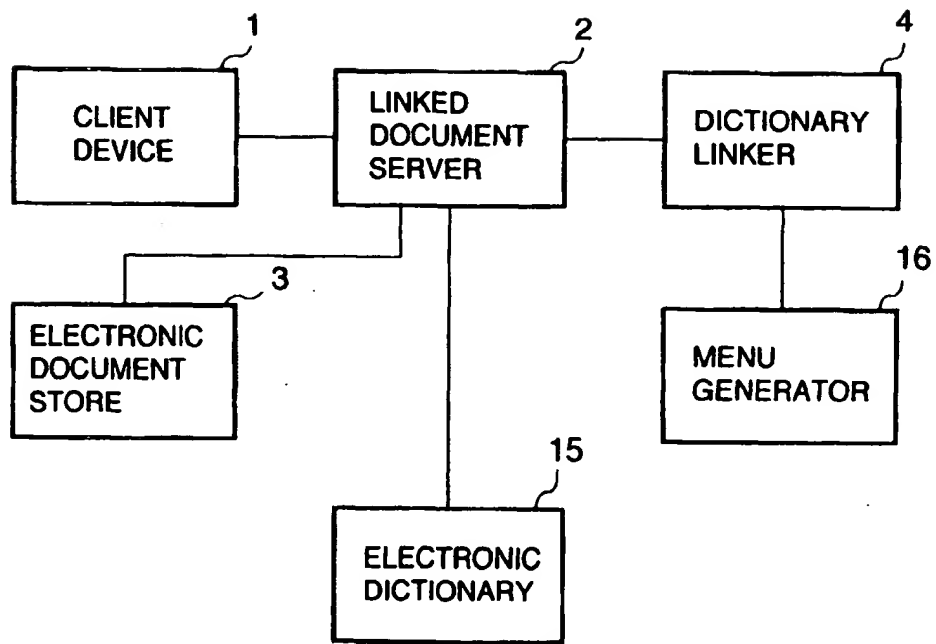 1
CLIENT
DEVICE
2
LINKED
DOCUMENT
SERVER
4
DICTIONARY
LINKER
3
ELECTRONIC
DOCUMENT
STORE
16
MENU
GENERATOR
15
ELECTRONIC
DICTIONARY